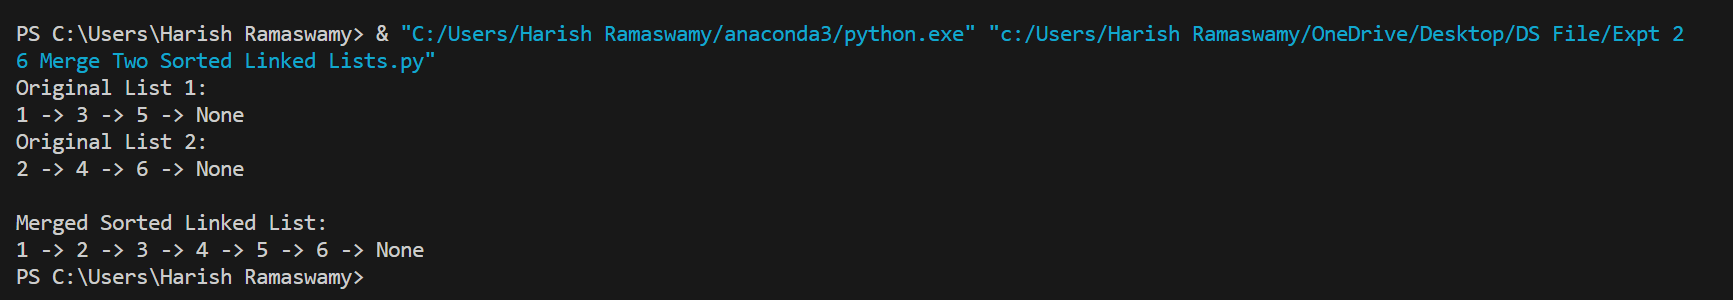 PS C:\Users\Harish Ramaswamy> & "C:/Users/Harish Ramaswamy/anaconda3/python.exe" "c:/Users/Harish Ramaswamy/OneDrive/Desktop/DS File/Expt 2
6 Merge Two Sorted Linked Lists.py"
Original List 1:
1 -> 3 -> 5 -> None
Original List 2:
2 -> 4 -> 6 -> None

Merged Sorted Linked List:
1 -> 2 -> 3 -> 4 -> 5 -> 6 -> None
PS C:\Users\Harish Ramaswamy>